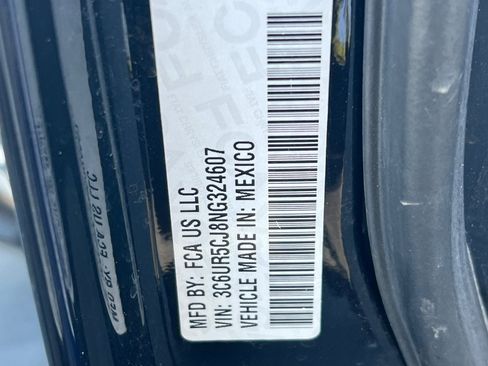 MFD BY: FCA US LLC
VIN: 3C6UR5CJ8NG324607
VEHICLE MADE IN: MEXICO